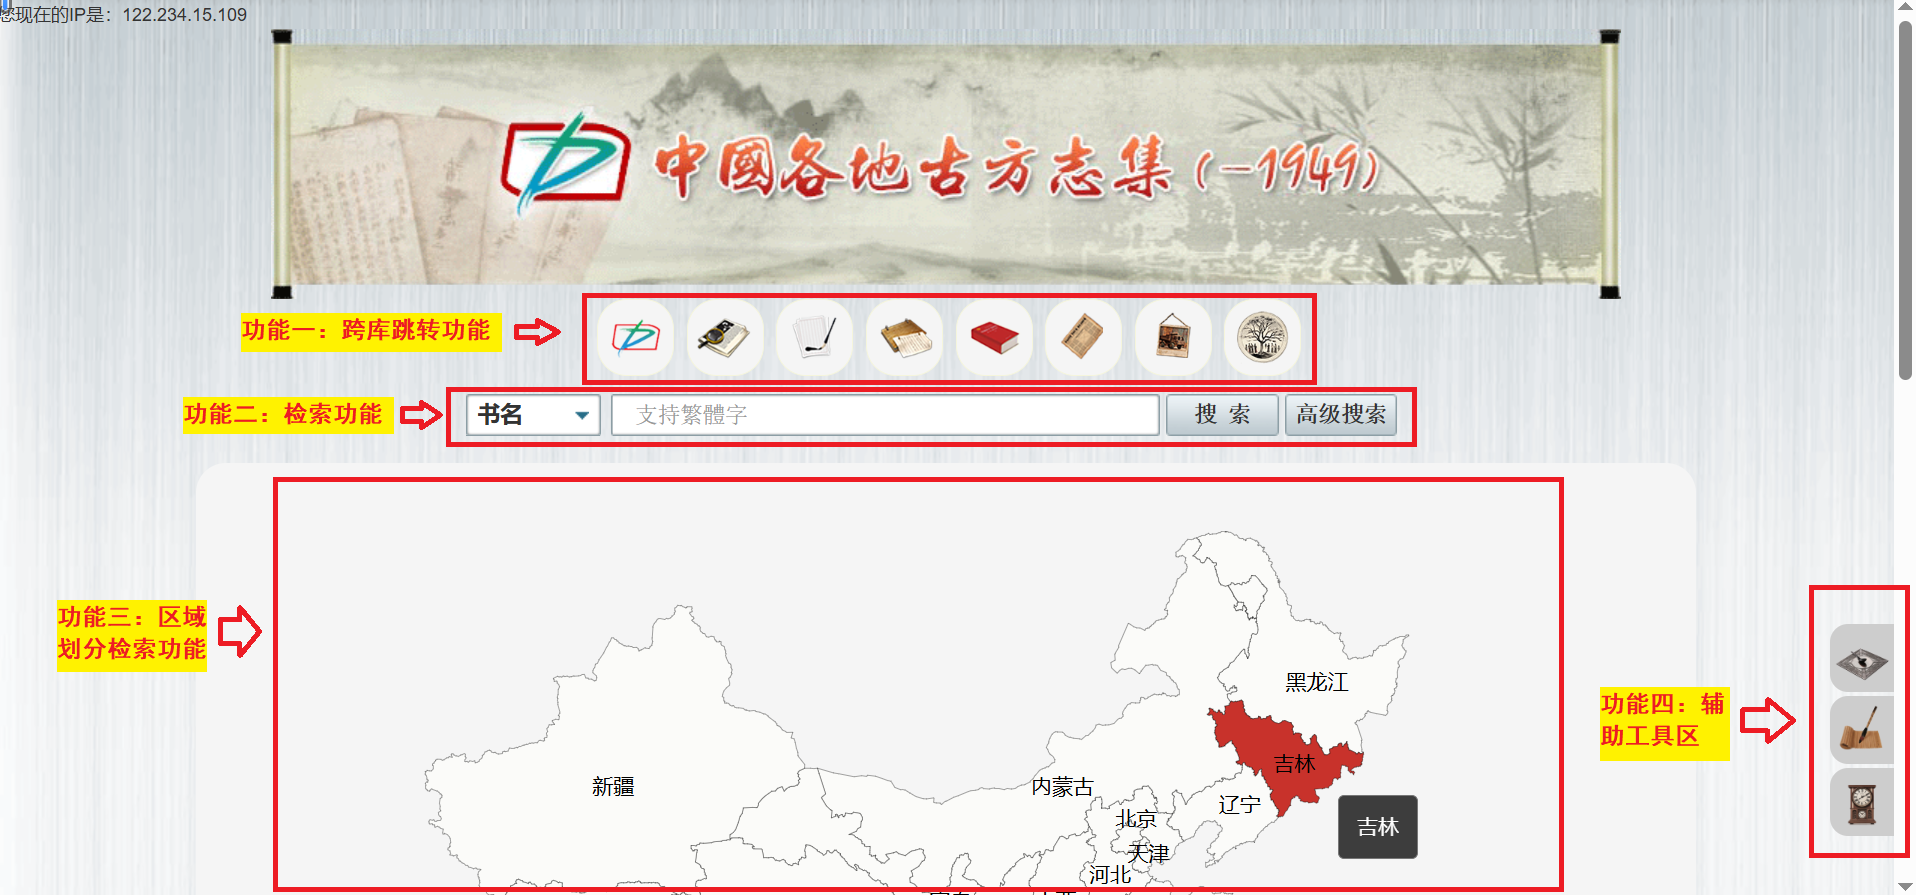 您现在的IP是：122.234.15.109
中國各地古方志集(-1949)
功能一：跨库跳转功能
功能二：检索功能
书名
支持繁體字
搜 索
高级搜索
功能三：区域
划分检索功能
黑龙江
吉林
新疆
内蒙古
辽宁
北京
吉林
天津
河北
功能四：辅
助工具区